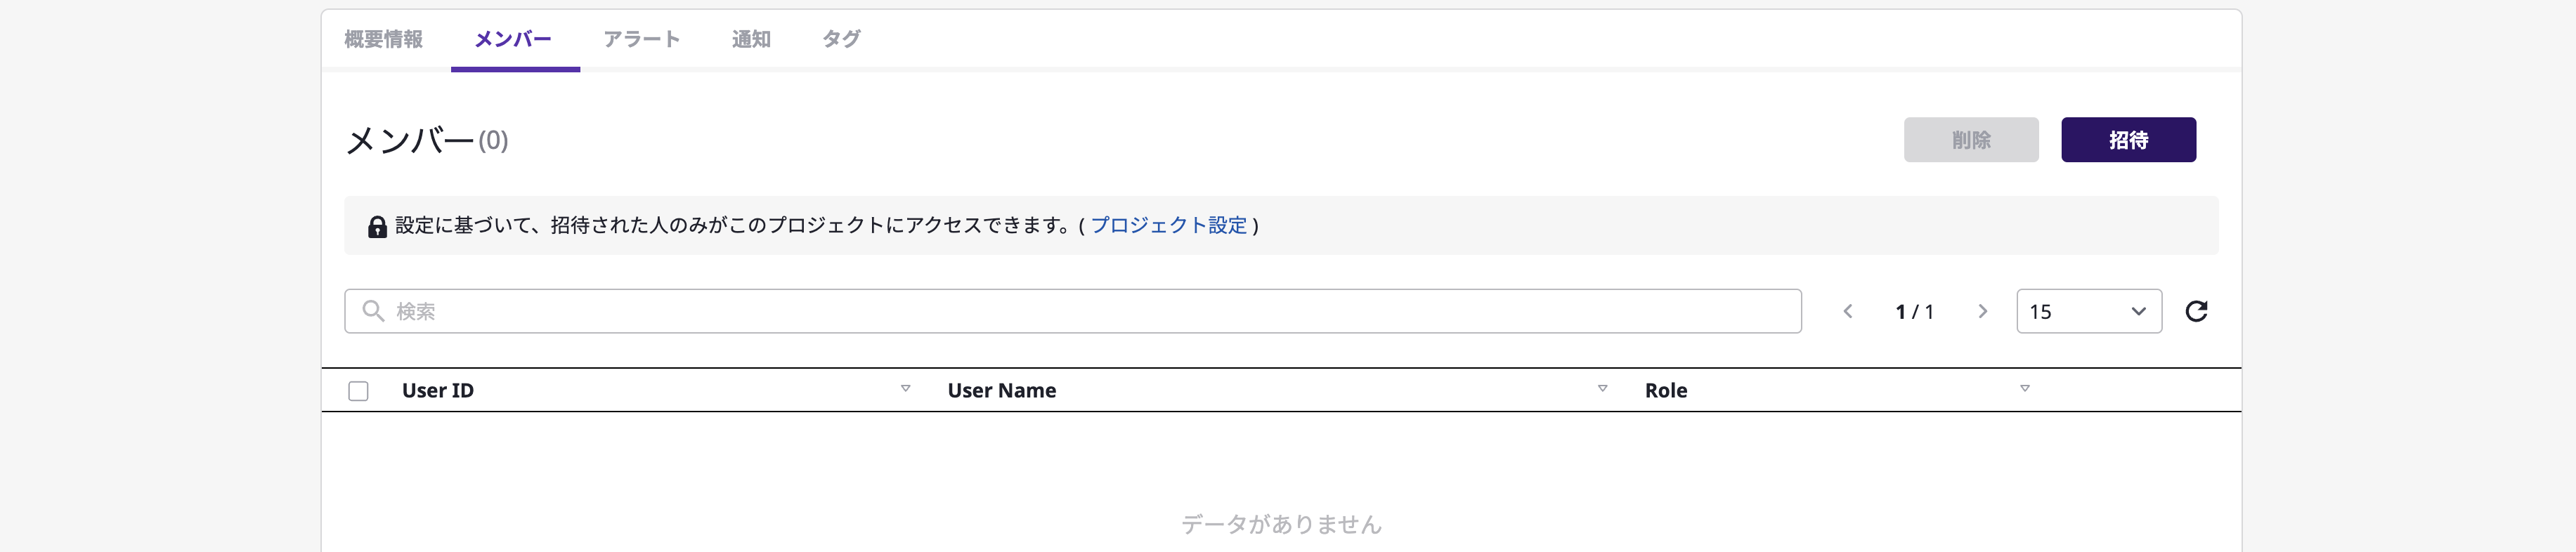 概要情報 メンバー アラート 通知 タグ
メンバー (0) 削除 招待
設定に基づいて、招待された人のみがこのプロジェクトにアクセスできます。( プロジェクト設定 )
検索 1 / 1 15
User ID User Name Role
データがありません